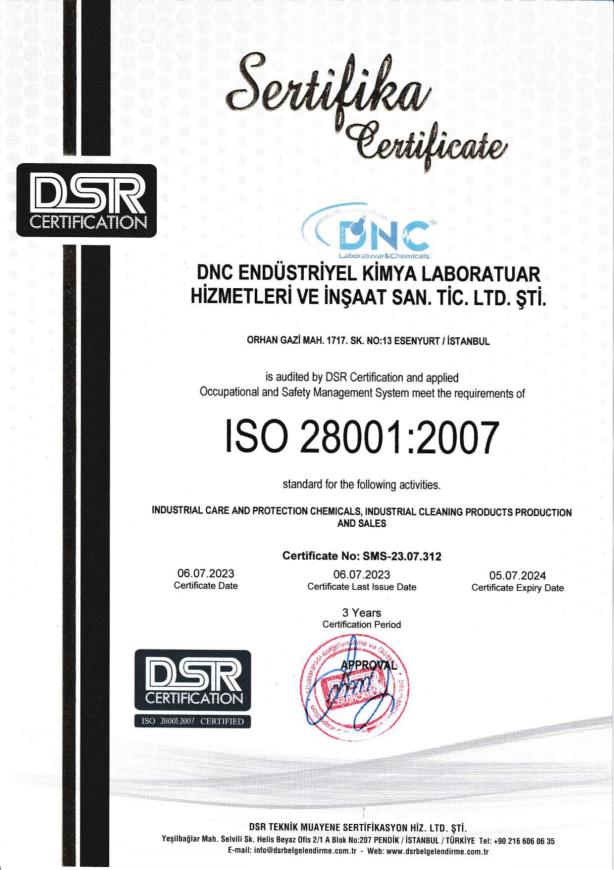 Sertifika
Certificate
DSR
CERTIFICATION
DNC
Laboratuvar&Chemicals
DNC ENDÜSTRİYEL KİMYA LABORATUAR
HİZMETLERİ VE İNŞAAT SAN. TİC. LTD. ŞTİ.
ORHAN GAZİ MAH. 1717. SK. NO:13 ESENYURT / İSTANBUL
is audited by DSR Certification and applied
Occupational and Safety Management System meet the requirements of
ISO 28001:2007
standard for the following activities.
INDUSTRIAL CARE AND PROTECTION CHEMICALS, INDUSTRIAL CLEANING PRODUCTS PRODUCTION
AND SALES
Certificate No: SMS-23.07.312
06.07.2023 06.07.2023 05.07.2024
Certificate Date Certificate Last Issue Date Certificate Expiry Date
3 Years
Certification Period
APPROVAL
DSR
CERTIFICATION
ISO 28001:2007 CERTIFIED
DSR TEKNİK MUAYENE SERTİFİKASYON HİZ. LTD. ŞTİ.
Yeşilbağlar Mah. Selvili Sk. Helis Beyaz Ofis 2/1 A Blok No:207 PENDİK / İSTANBUL / TÜRKİYE Tel: +90 216 606 06 35
E-mail: info@dsrbelgelendirme.com.tr - Web: www.dsrbelgelendirme.com.tr